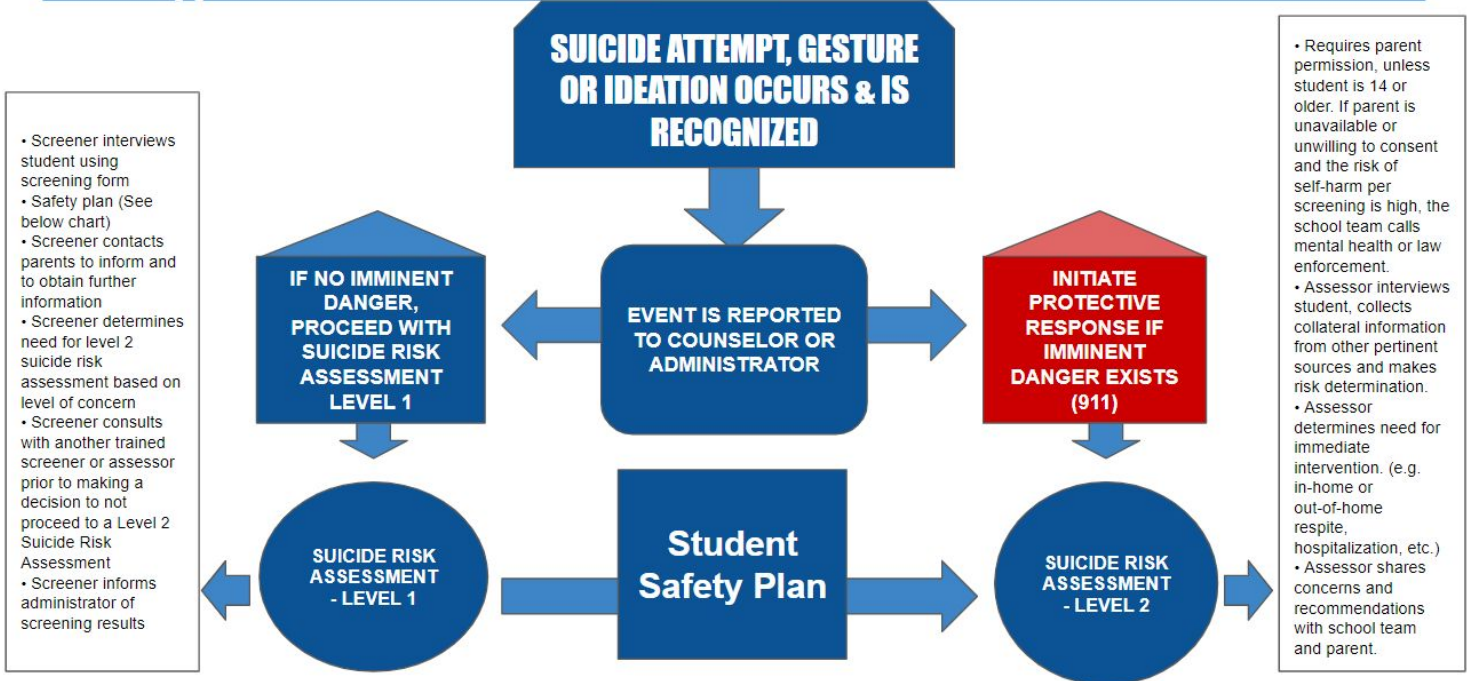 SUICIDE ATTEMPT, GESTURE
OR IDEATION OCCURS & IS
RECOGNIZED
• Screener interviews
student using
screening form
• Safety plan (See
below chart)
• Screener contacts
parents to inform and
to obtain further
information
• Screener determines
need for level 2
suicide risk
assessment based on
level of concern
• Screener consults
with another trained
screener or assessor
prior to making a
decision to not
proceed to a Level 2
Suicide Risk
Assessment
• Screener informs
administrator of
screening results
IF NO IMMINENT
DANGER,
PROCEED WITH
SUICIDE RISK
ASSESSMENT
LEVEL 1
EVENT IS REPORTED
TO COUNSELOR OR
ADMINISTRATOR
INITIATE
PROTECTIVE
RESPONSE IF
IMMINENT
DANGER EXISTS
(911)
SUICIDE RISK
ASSESSMENT
- LEVEL 1
Student
Safety Plan
SUICIDE RISK
ASSESSMENT
- LEVEL 2
• Requires parent
permission, unless
student is 14 or
older. If parent is
unavailable or
unwilling to consent
and the risk of
self-harm per
screening is high, the
school team calls
mental health or law
enforcement.
• Assessor interviews
student, collects
collateral information
from other pertinent
sources and makes
risk determination.
• Assessor
determines need for
immediate
intervention. (e.g.
in-home or
out-of-home
respite,
hospitalization, etc.)
• Assessor shares
concerns and
recommendations
with school team
and parent.